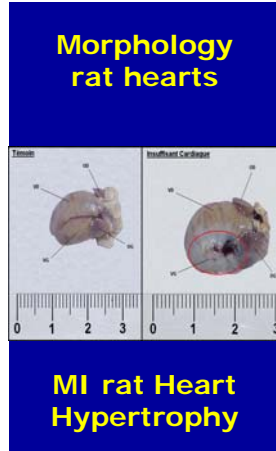 Morphology
rat hearts
Témoin
Insuffisant Cardiaque
0 1 2 3
0 1 2 3
MI rat Heart
Hypertrophy